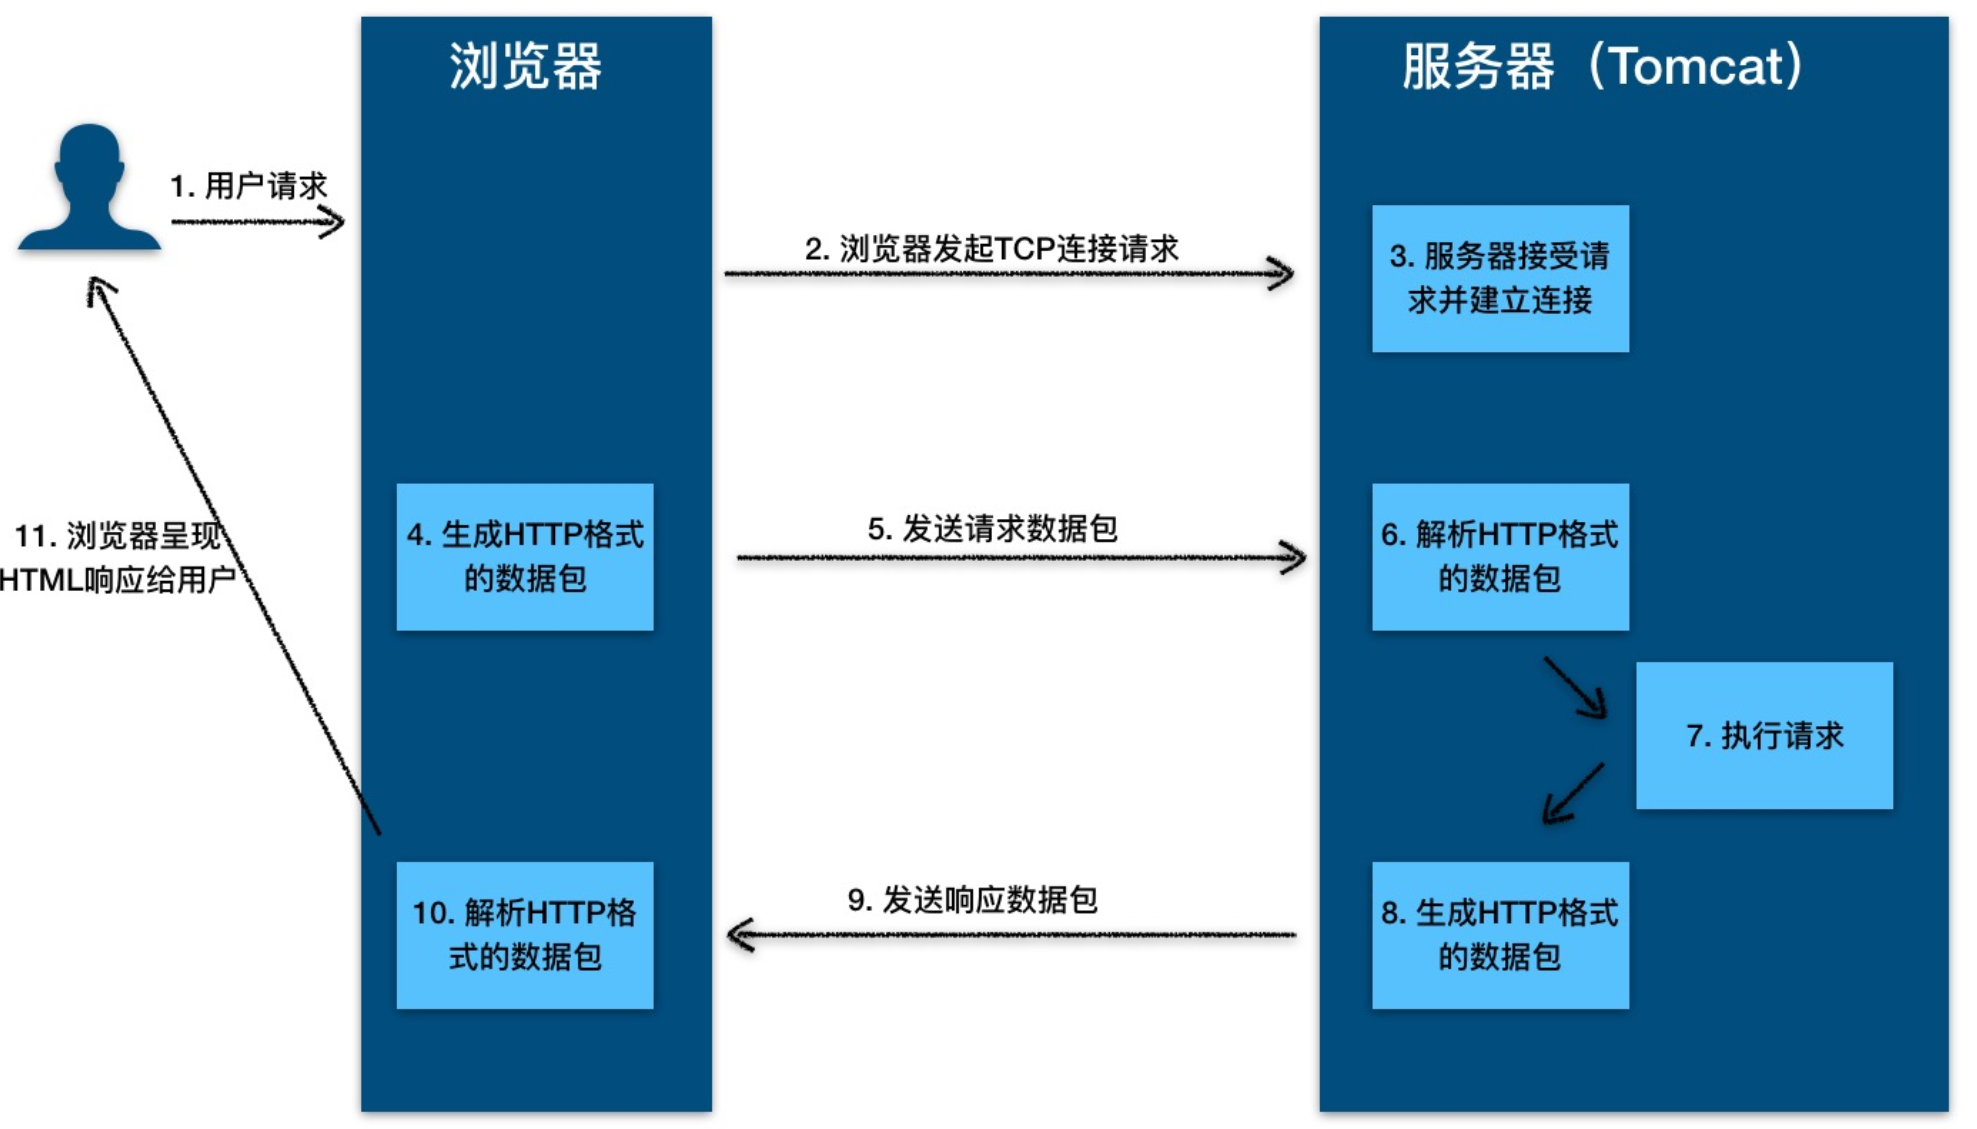 浏览器
服务器（Tomcat）
1. 用户请求
2. 浏览器发起TCP连接请求
3. 服务器接受请
求并建立连接
4. 生成HTTP格式
的数据包
5. 发送请求数据包
6. 解析HTTP格式
的数据包
7. 执行请求
8. 生成HTTP格式
的数据包
9. 发送响应数据包
10. 解析HTTP格
式的数据包
11. 浏览器呈现
HTML响应给用户